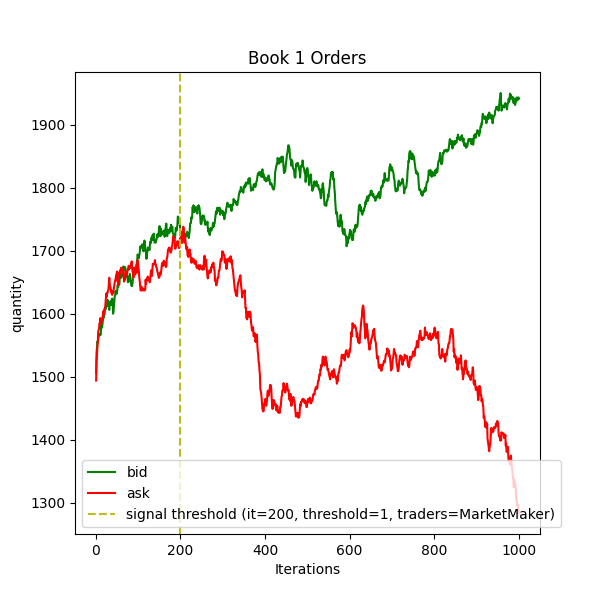 Book 1 Orders
quantity
1900
1800
1700
1600
1500
1400
1300
bid
ask
signal threshold (it=200, threshold=1, traders=MarketMaker)
0 200 400 600 800 1000
Iterations